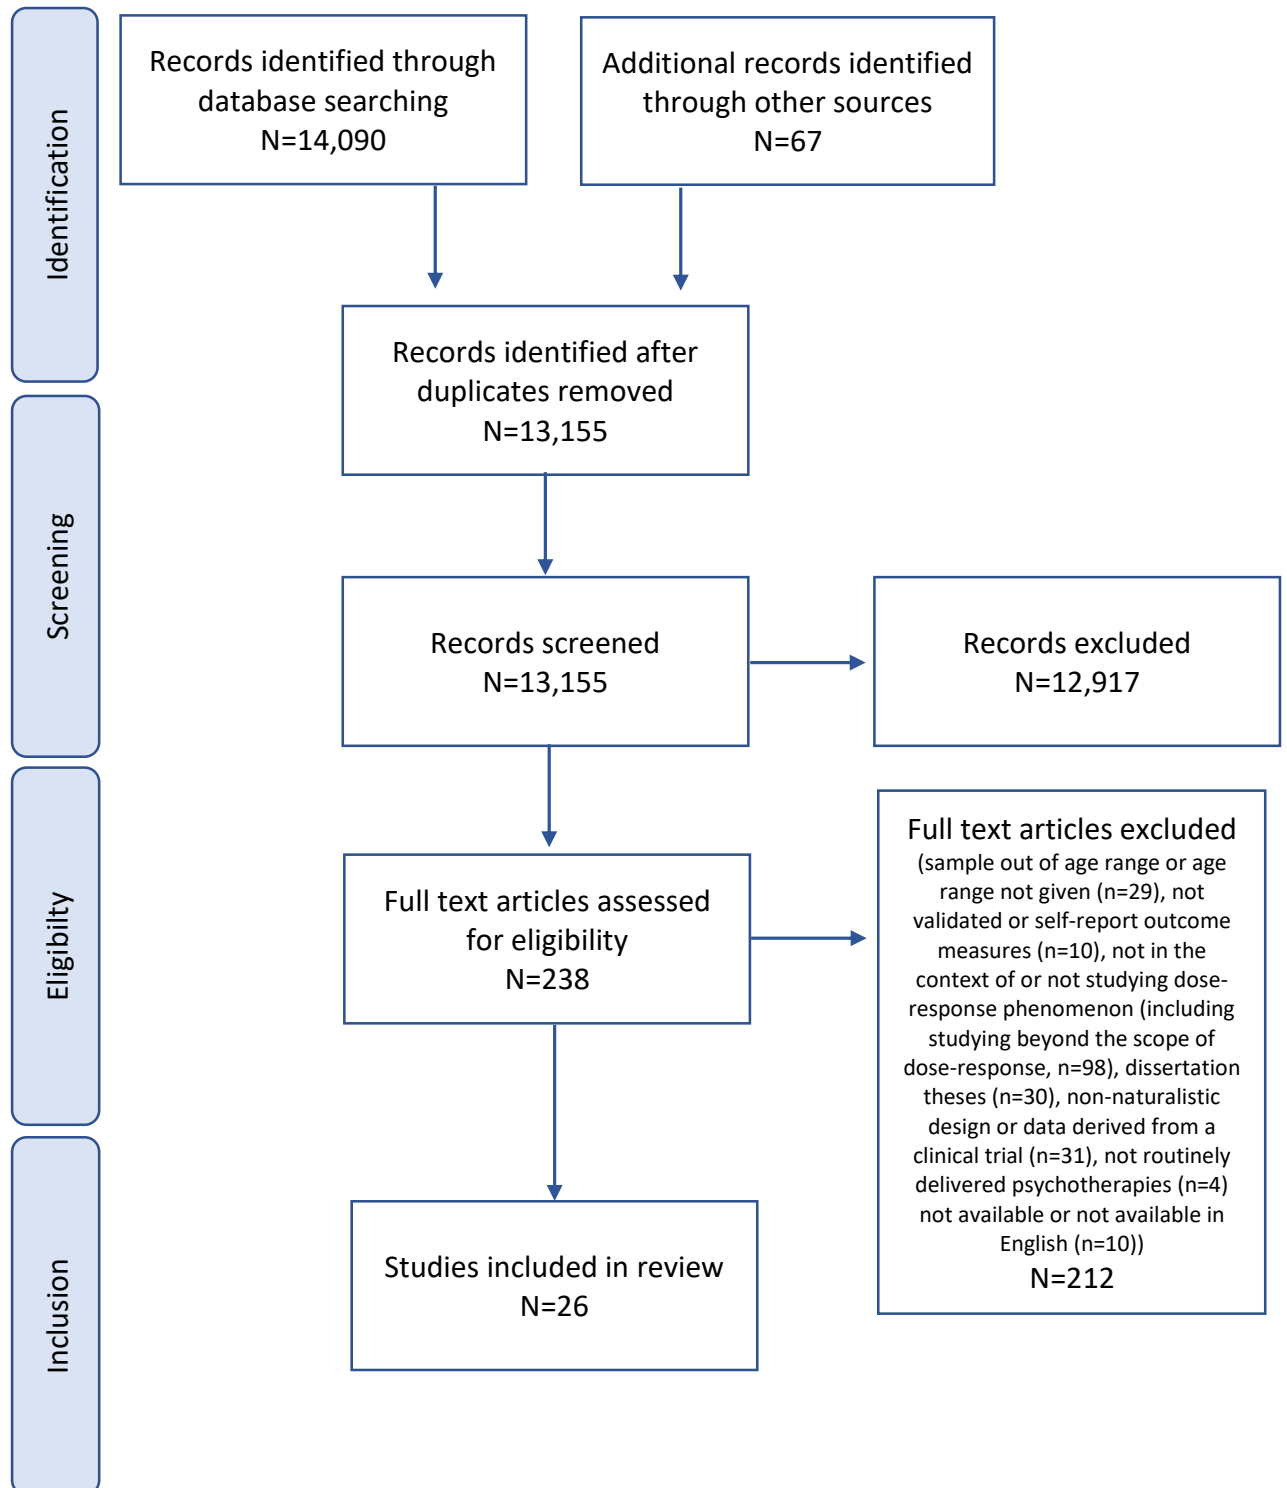 Identification
Records identified through
database searching
N=14,090
Additional records identified
through other sources
N=67
Records identified after
duplicates removed
N=13,155
Screening
Records screened
N=13,155
Records excluded
N=12,917
Eligibilty
Full text articles assessed
for eligibility
N=238
Full text articles excluded
(sample out of age range or age
range not given (n=29), not
validated or self-report outcome
measures (n=10), not in the
context of or not studying dose-
response phenomenon (including
studying beyond the scope of
dose-response, n=98), dissertation
theses (n=30), non-naturalistic
design or data derived from a
clinical trial (n=31), not routinely
delivered psychotherapies (n=4)
not available or not available in
English (n=10))
N=212
Inclusion
Studies included in review
N=26